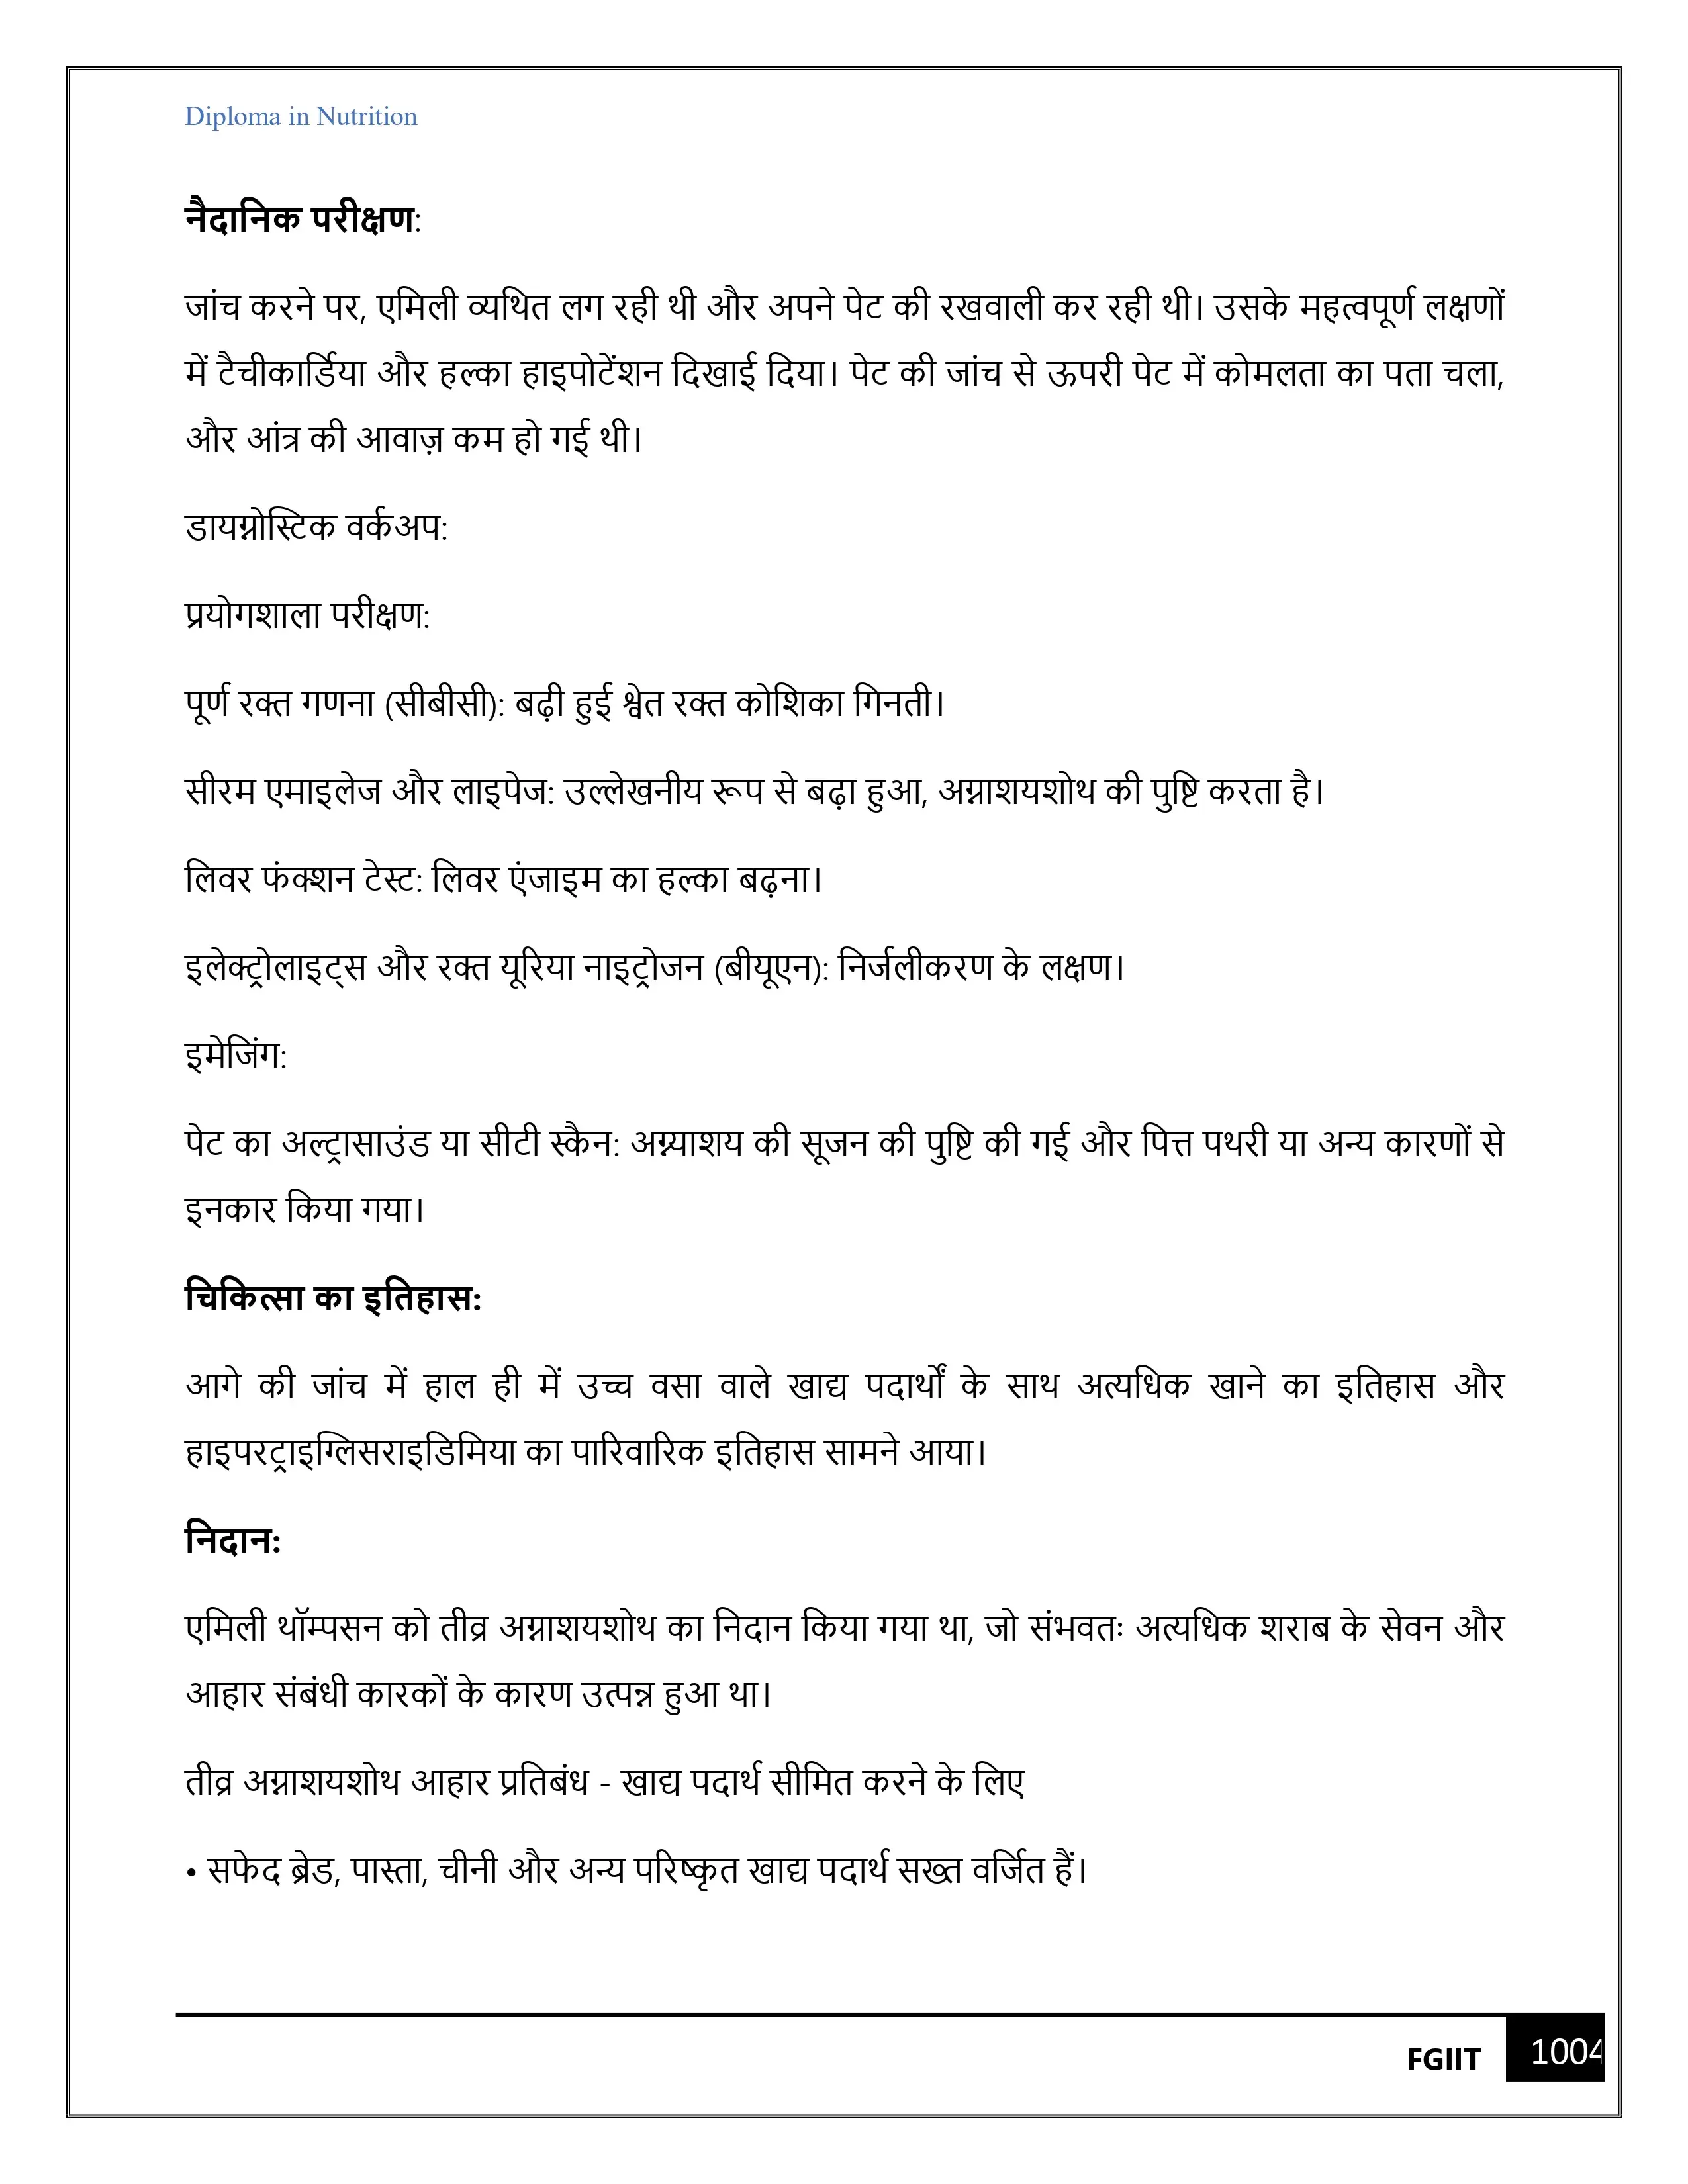 Diploma in Nutrition
नैदानिक परीक्षण:
जांच करने पर, एमिली व्यथित लग रही थी और अपने पेट की रखवाली कर रही थी। उसके महत्वपूर्ण लक्षणों
में टैचीकार्डिया और हल्का हाइपोटेंशन दिखाई दिया। पेट की जांच से ऊपरी पेट में कोमलता का पता चला,
और आंत्र की आवाज़ कम हो गई थी।
डायग्नोस्टिक वर्कअप:
प्रयोगशाला परीक्षण:
पूर्ण रक्त गणना (सीबीसी): बढ़ी हुई श्वेत रक्त कोशिका गिनती।
सीरम एमाइलेज और लाइपेज: उल्लेखनीय रूप से बढ़ा हुआ, अग्नाशयशोथ की पुष्टि करता है।
लिवर फंक्शन टेस्ट: लिवर एंजाइम का हल्का बढ़ना।
इलेक्ट्रोलाइट्स और रक्त यूरिया नाइट्रोजन (बीयूएन): निर्जलीकरण के लक्षण।
इमेजिंग:
पेट का अल्ट्रासाउंड या सीटी स्कैन: अग्न्याशय की सूजन की पुष्टि की गई और पित्त पथरी या अन्य कारणों से
इनकार किया गया।
चिकित्सा का इतिहास:
आगे की जांच में हाल ही में उच्च वसा वाले खाद्य पदार्थों के साथ अत्यधिक खाने का इतिहास और
हाइपरट्राइग्लिसराइडिमिया का पारिवारिक इतिहास सामने आया।
निदान:
एमिली थॉम्पसन को तीव्र अग्नाशयशोथ का निदान किया गया था, जो संभवतः अत्यधिक शराब के सेवन और
आहार संबंधी कारकों के कारण उत्पन्न हुआ था।
तीव्र अग्नाशयशोथ आहार प्रतिबंध - खाद्य पदार्थ सीमित करने के लिए
• सफेद ब्रेड, पास्ता, चीनी और अन्य परिष्कृत खाद्य पदार्थ सख्त वर्जित हैं।
FGIIT 1004